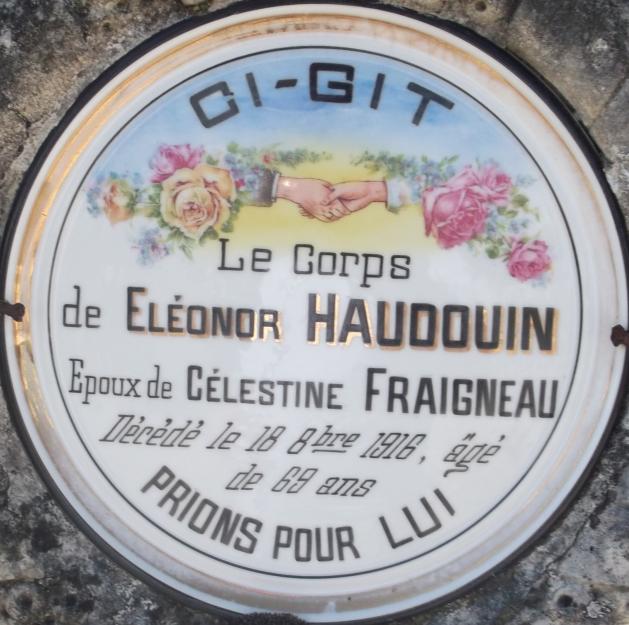 CI-GIT
Le Corps
de ELÉONOR HAUDOUIN
Epoux de CÉLESTINE FRAIGNEAU
Décédé le 18 8bre 1916, âgé
de 69 ans
PRIONS POUR LUI